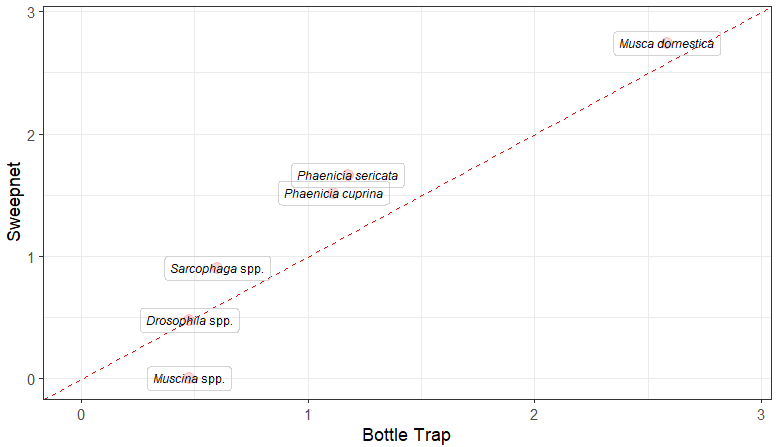 3
Musca domestica
2
Phaenicia sericata
Phaenicia cuprina
Sweepnet
1
Sarcophaga spp.
Drosophila spp.
0
Muscina spp.
0 1 2 3
Bottle Trap